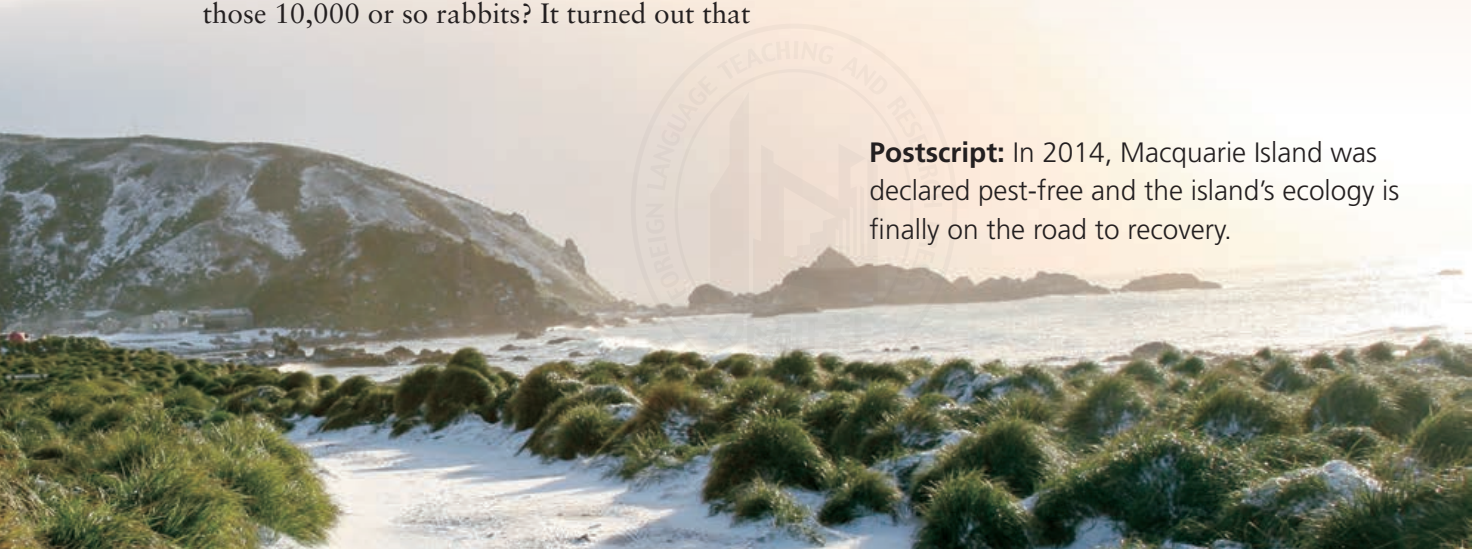 those 10,000 or so rabbits? It turned out that
Postscript: In 2014, Macquarie Island was
declared pest-free and the island's ecology is
finally on the road to recovery.